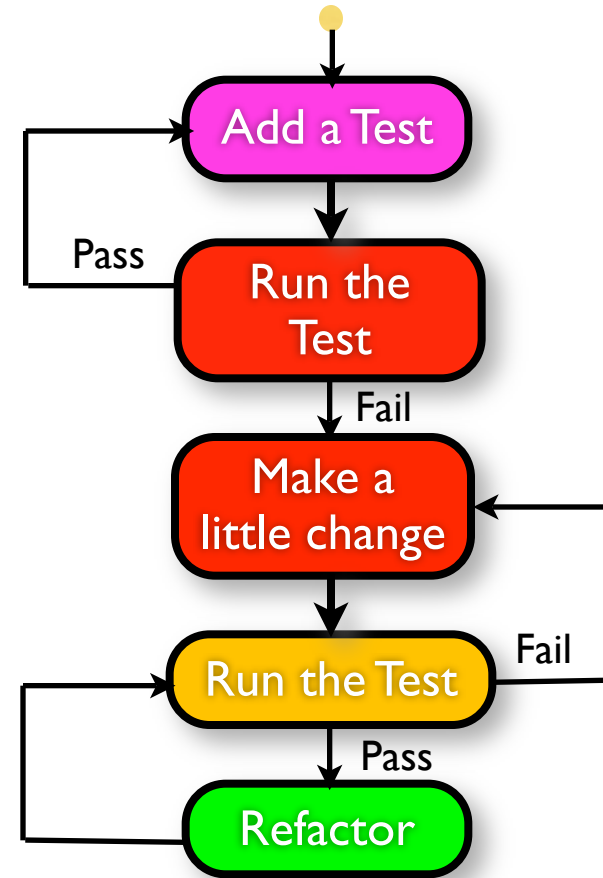 Add a Test
Pass
Run the
Test
Fail
Make a
little change
Fail
Run the Test
Pass
Refactor